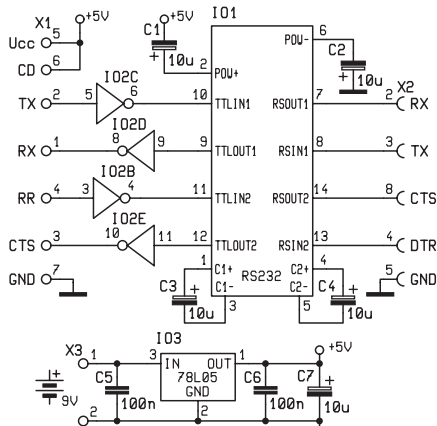 X1 +5V C1 +5V IO1
Ucc 5 POW- 6 C2
CD 6 10u 2 POW+ 10u
TX 2 5 IO2C 6 10 TTLIN1 RSOUT1 7 X2 2 RX
RX 1 IO2D 8 9 9 TTLOUT1 RSIN1 8 3 TX
RR 4 3 IO2B 4 11 TTLIN2 RSOUT2 14 8 CTS
CTS 3 IO2E 10 11 12 TTLOUT2 RSIN2 13 4 DTR
GND 7 1 C1+ C2+ 4 5 GND
C3 C1- RS232 C2- C4
10u 3 5 10u
X3 IO3 +5V
1 3 IN OUT 1
+ C5 78L05 C6 C7
9V 100n GND 100n 10u
2 2